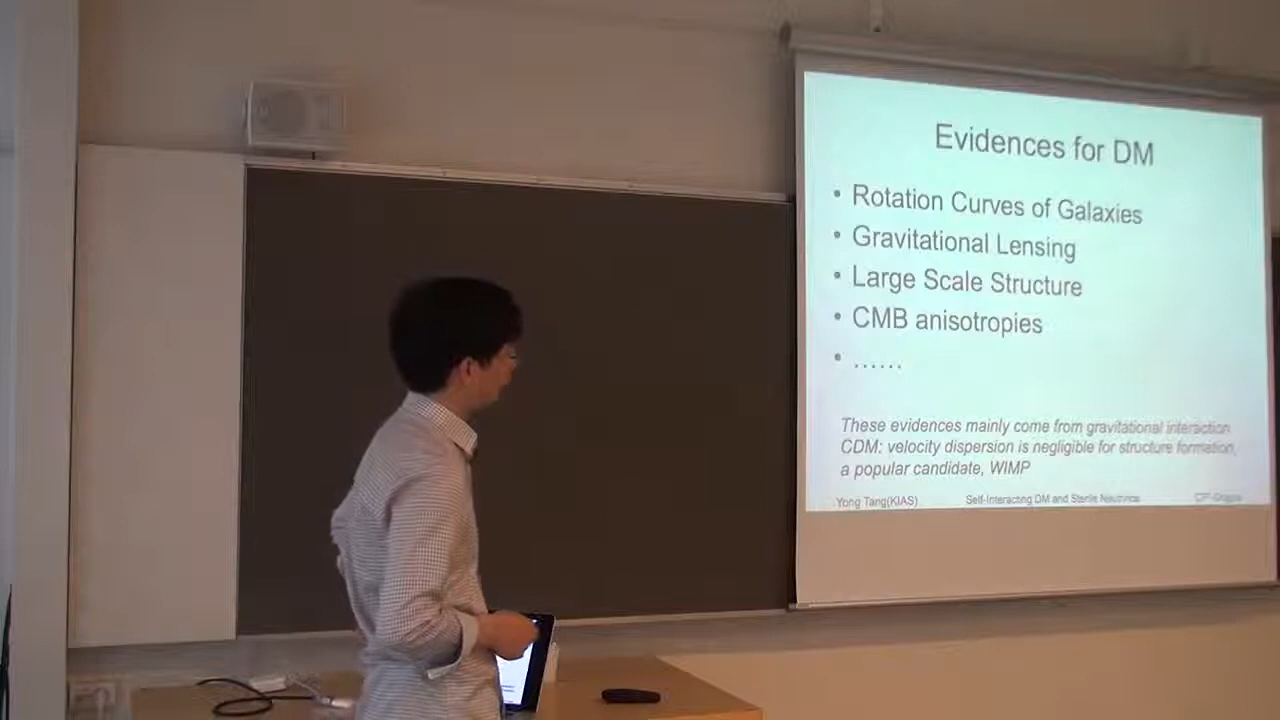 Evidences for DM
• Rotation Curves of Galaxies
• Gravitational Lensing
• Large Scale Structure
• CMB anisotropies
• ......
These evidences mainly come from gravitational interaction
CDM: velocity dispersion is negligible for structure formation,
a popular candidate, WIMP
Yong Tang(KIAS) Self-Interacting DM and Sterile Neutrinos